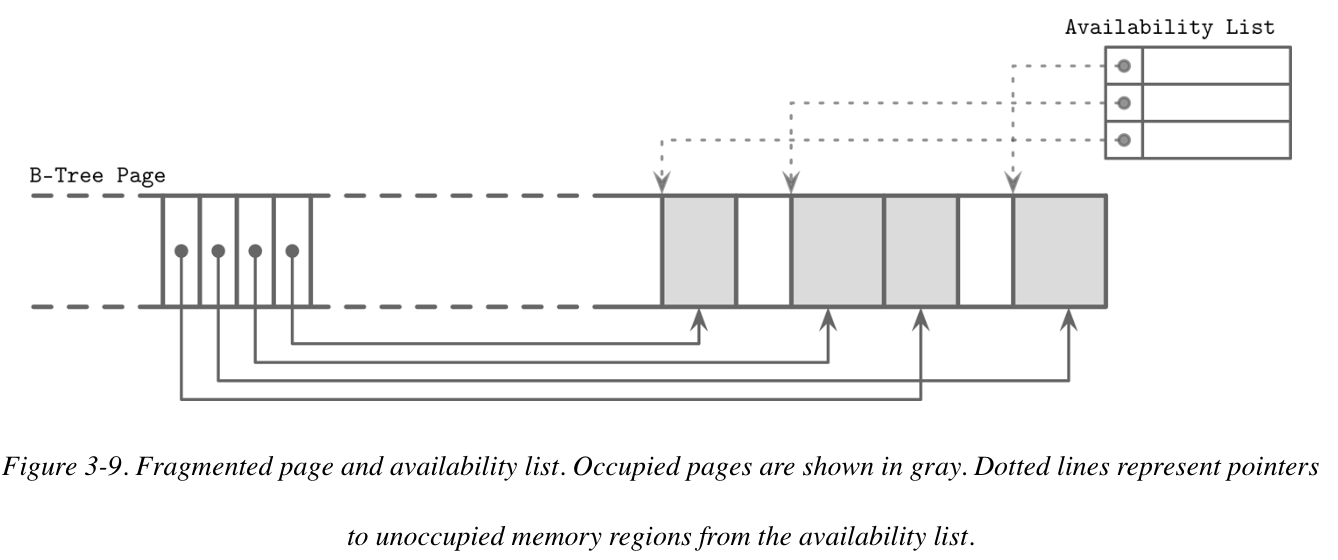 Availability List
B-Tree Page
Figure 3-9. Fragmented page and availability list. Occupied pages are shown in gray. Dotted lines represent pointers
to unoccupied memory regions from the availability list.